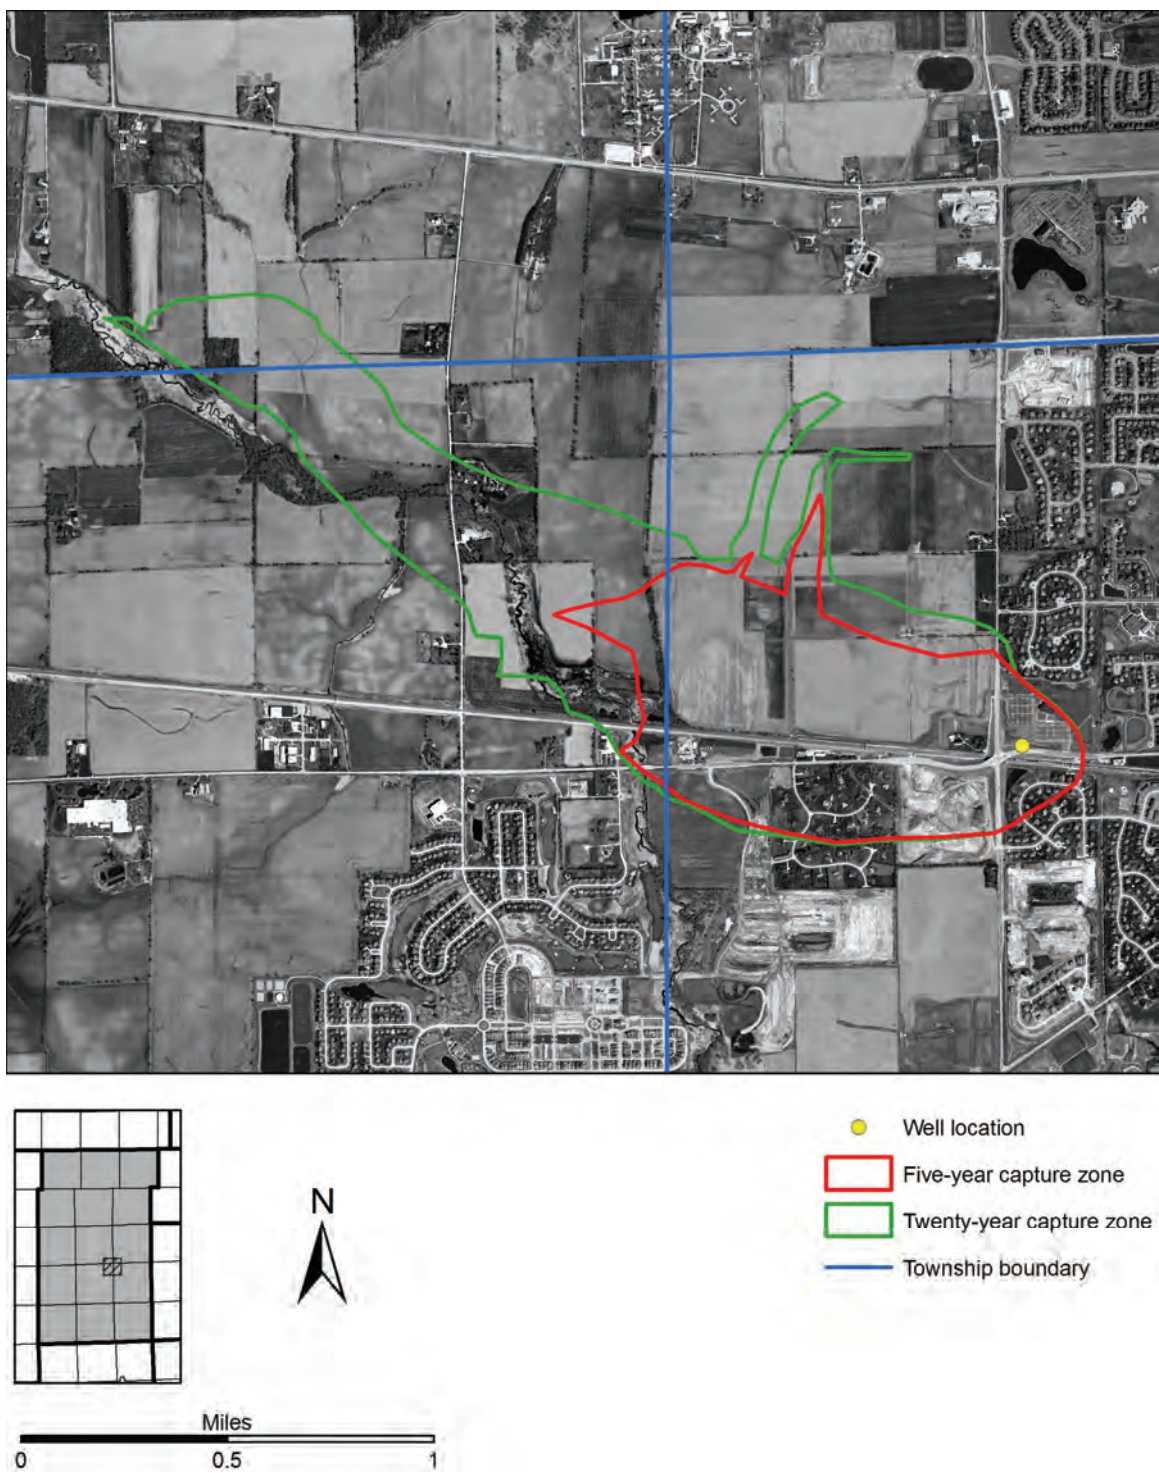 N
Miles
0 0.5 1
Well location
Five-year capture zone
Twenty-year capture zone
Township boundary